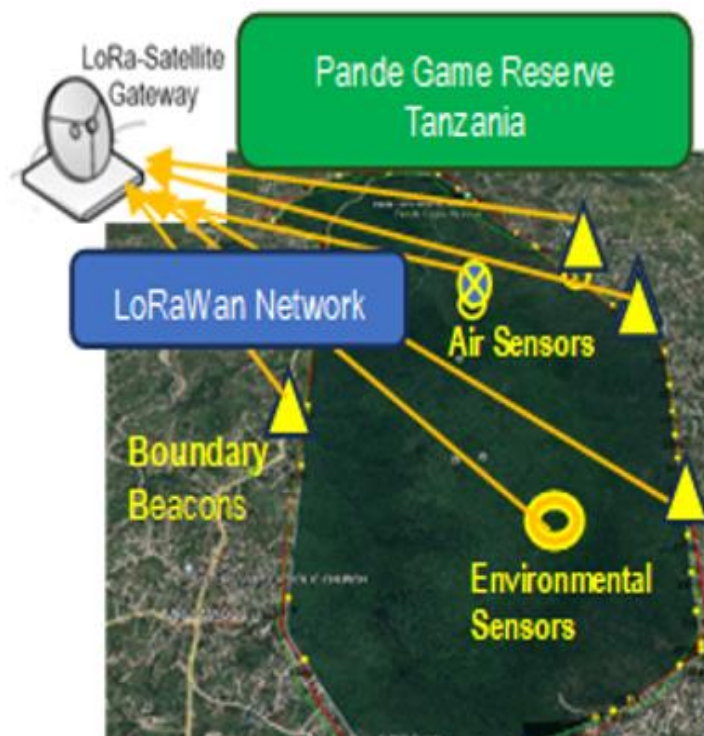 LoRa-Satellite
Gateway
Pande Game Reserve
Tanzania
LoRaWan Network
Air Sensors
Boundary
Beacons
Environmental
Sensors